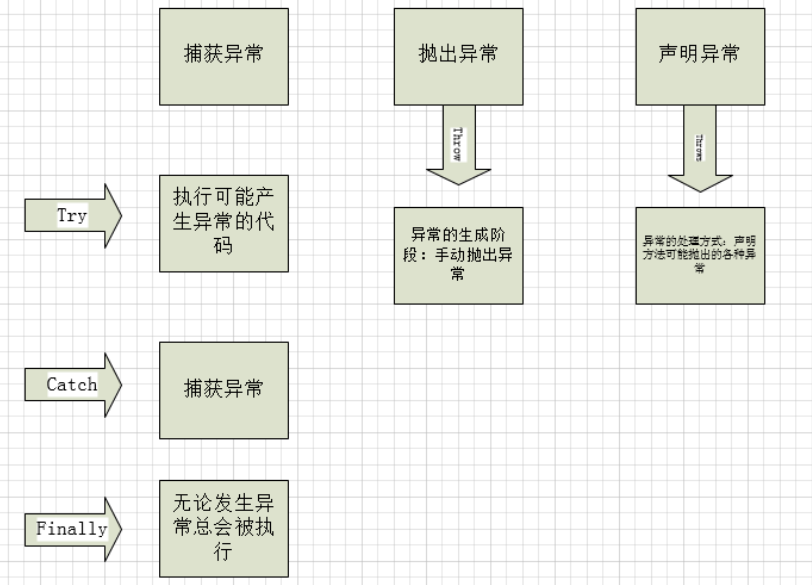 捕获异常
抛出异常
声明异常
Throw
Throws
Try
执行可能产
生异常的代
码
异常的生成阶
段：手动抛出异
常
异常的处理方式：声明
方法可能抛出的各种异
常
Catch
捕获异常
Finally
无论发生异
常总会被执
行